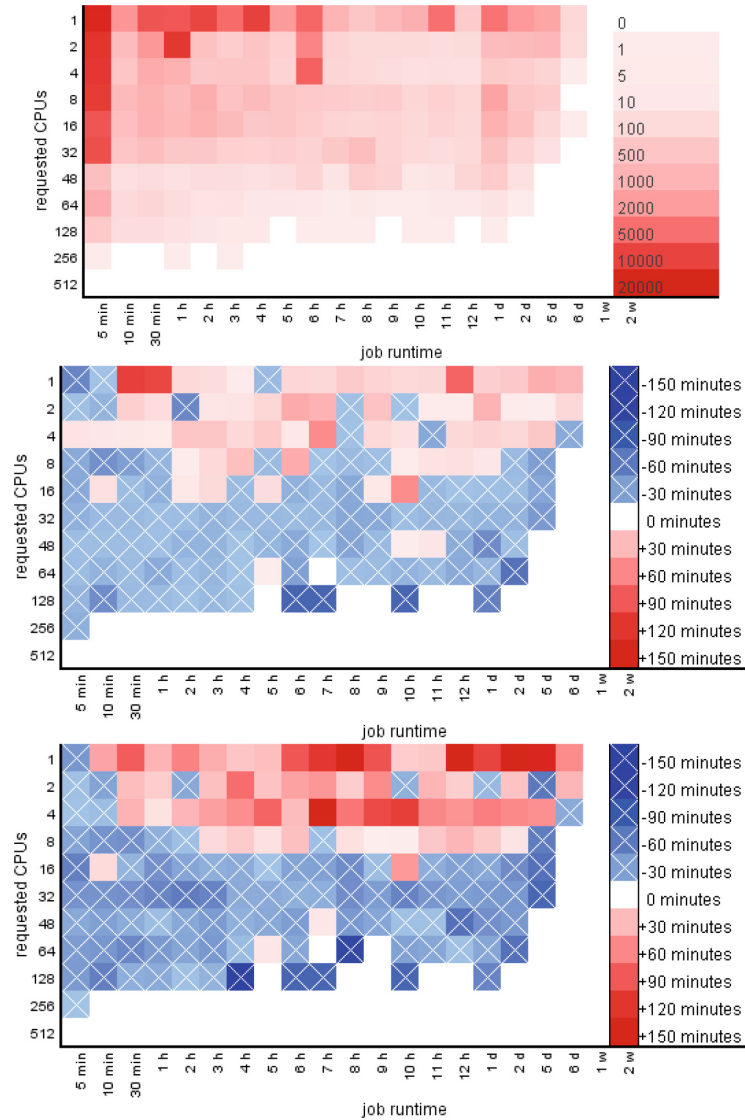 1
2
4
8
16
32
48
64
128
256
512
requested CPUs
5 min
10 min
30 min
1 h
2 h
3 h
4 h
5 h
6 h
7 h
8 h
9 h
10 h
11 h
12 h
1 d
2 d
5 d
6 d
1 w
2 w
job runtime
0
1
5
10
100
500
1000
2000
5000
10000
20000
1
2
4
8
16
32
48
64
128
256
512
requested CPUs
5 min
10 min
30 min
1 h
2 h
3 h
4 h
5 h
6 h
7 h
8 h
9 h
10 h
11 h
12 h
1 d
2 d
5 d
6 d
1 w
2 w
job runtime
-150 minutes
-120 minutes
-90 minutes
-60 minutes
-30 minutes
0 minutes
+30 minutes
+60 minutes
+90 minutes
+120 minutes
+150 minutes
1
2
4
8
16
32
48
64
128
256
512
requested CPUs
5 min
10 min
30 min
1 h
2 h
3 h
4 h
5 h
6 h
7 h
8 h
9 h
10 h
11 h
12 h
1 d
2 d
5 d
6 d
1 w
2 w
job runtime
-150 minutes
-120 minutes
-90 minutes
-60 minutes
-30 minutes
0 minutes
+30 minutes
+60 minutes
+90 minutes
+120 minutes
+150 minutes